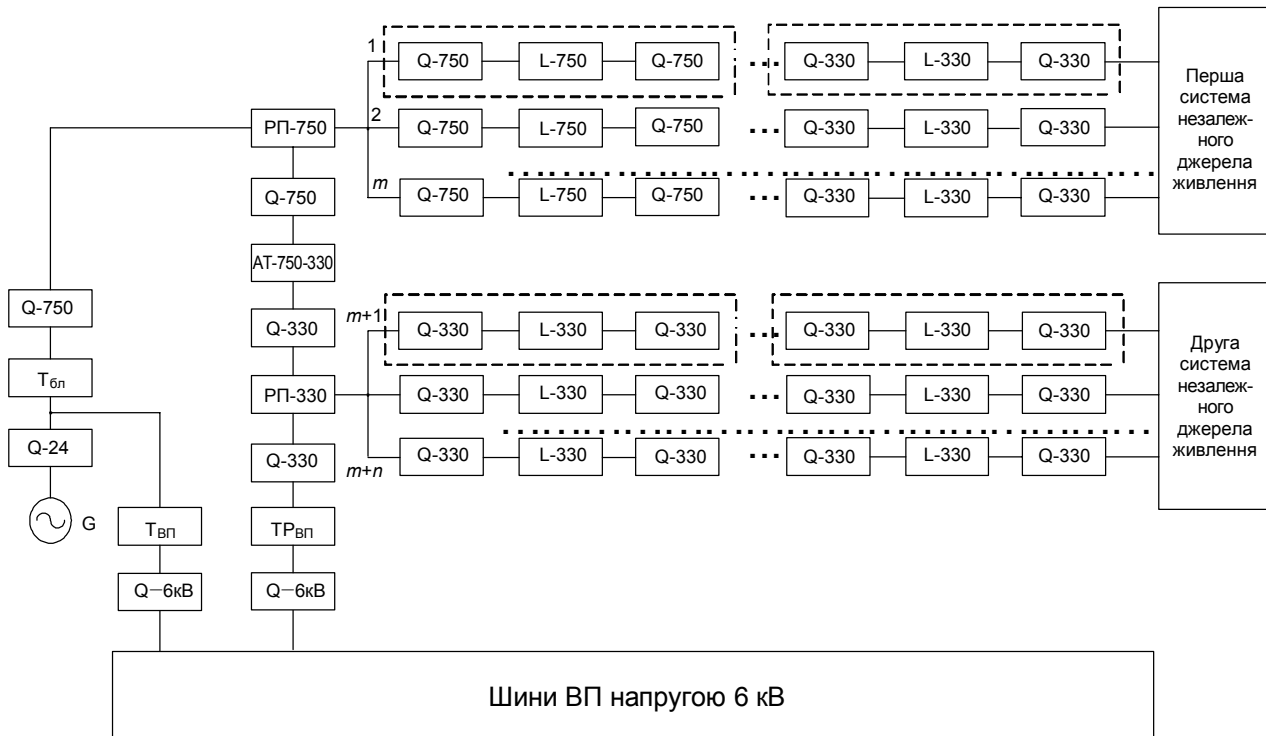 1
Q-750 L-750 Q-750 Q-330 L-330 Q-330
Перша
система
незалеж-
ного
джерела
живлення
РП-750
2
Q-750 L-750 Q-750 Q-330 L-330 Q-330
m
Q-750 L-750 Q-750 Q-330 L-330 Q-330
Q-750
АТ-750-330
Q-750
Q-330
m+1
Q-330 L-330 Q-330 Q-330 L-330 Q-330
Друга
система
незалеж-
ного
джерела
живлення
Тбл
РП-330
Q-330 L-330 Q-330 Q-330 L-330 Q-330
Q-24
Q-330
m+n
Q-330 L-330 Q-330 Q-330 L-330 Q-330
G
ТВП
ТРВП
Q–6кВ
Q–6кВ
Шини ВП напругою 6 кВ